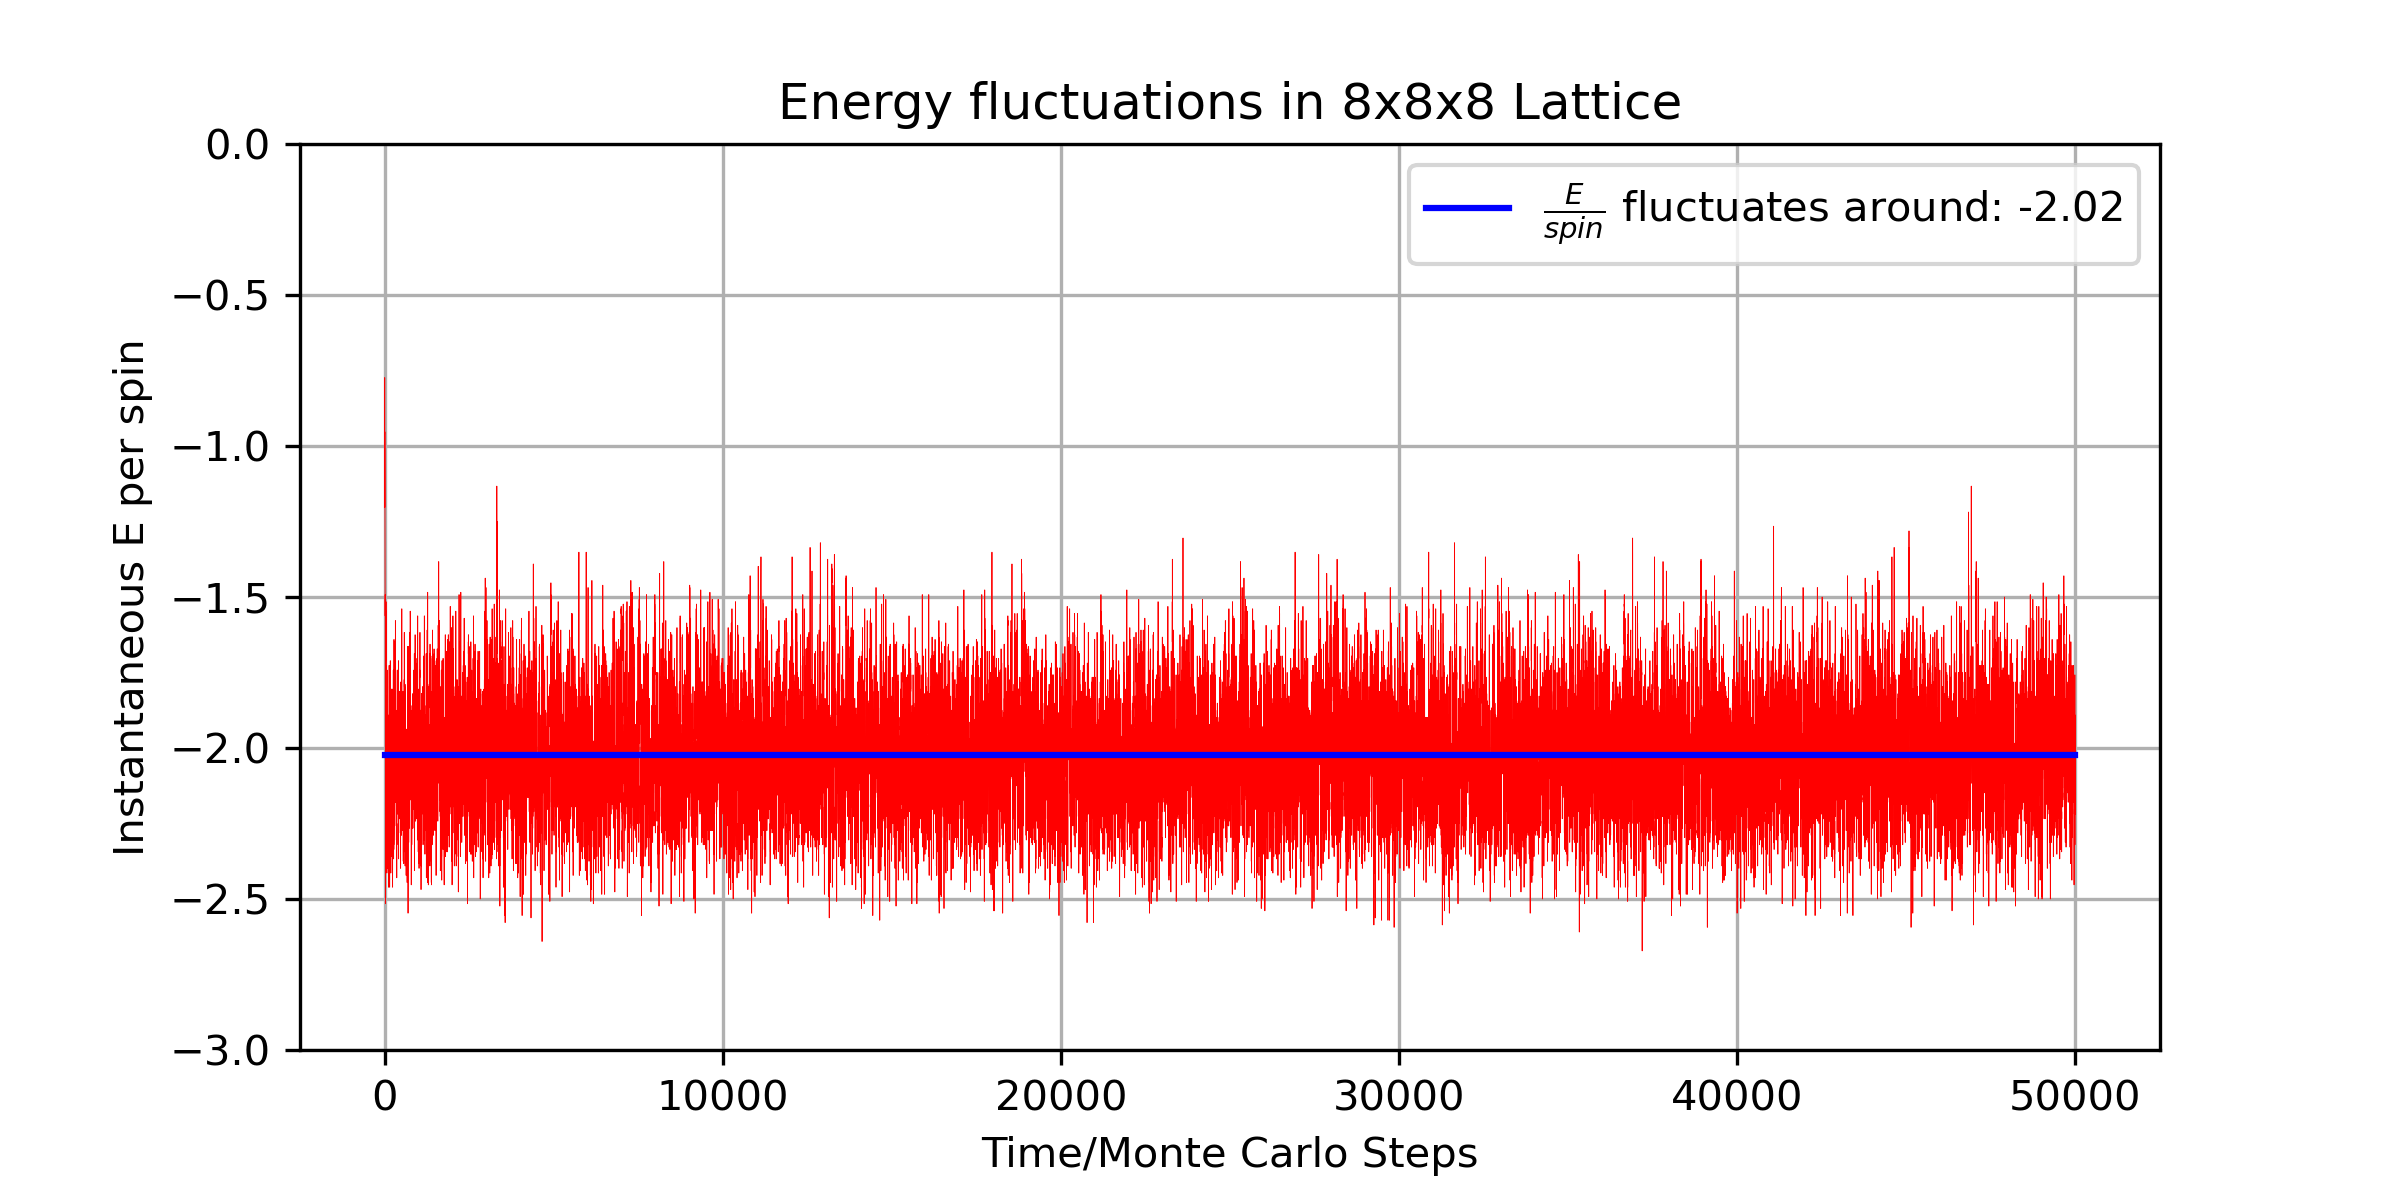 Energy fluctuations in 8x8x8 Lattice
E/spin fluctuates around: -2.02
Instantaneous E per spin
0.0
−0.5
−1.0
−1.5
−2.0
−2.5
−3.0
0 10000 20000 30000 40000 50000
Time/Monte Carlo Steps